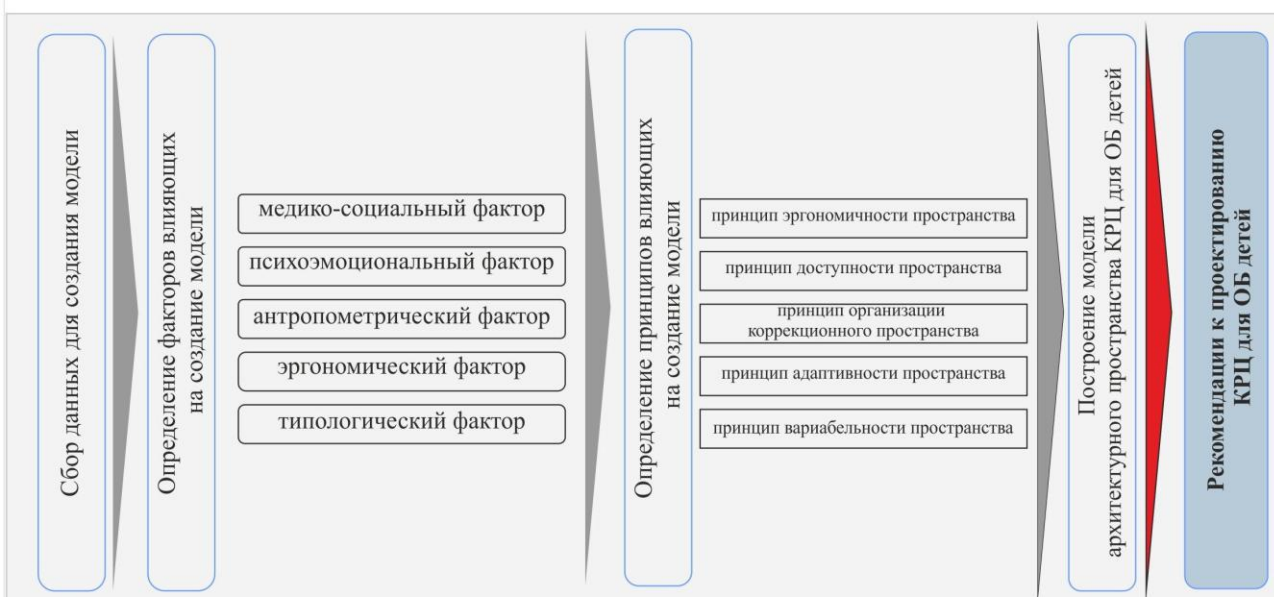 Сбор данных для создания модели
Определение факторов влияющих
на создание модели
медико-социальный фактор
психоэмоциональный фактор
антропометрический фактор
эргономический фактор
типологический фактор
Определение принципов влияющих
на создание модели
принцип эргономичности пространства
принцип доступности пространства
принцип организации
коррекционного пространства
принцип адаптивности пространства
принцип вариабельности пространства
Построение модели
архитектурного пространства КРЦ для ОБ детей
Рекомендации к проектированию
КРЦ для ОБ детей